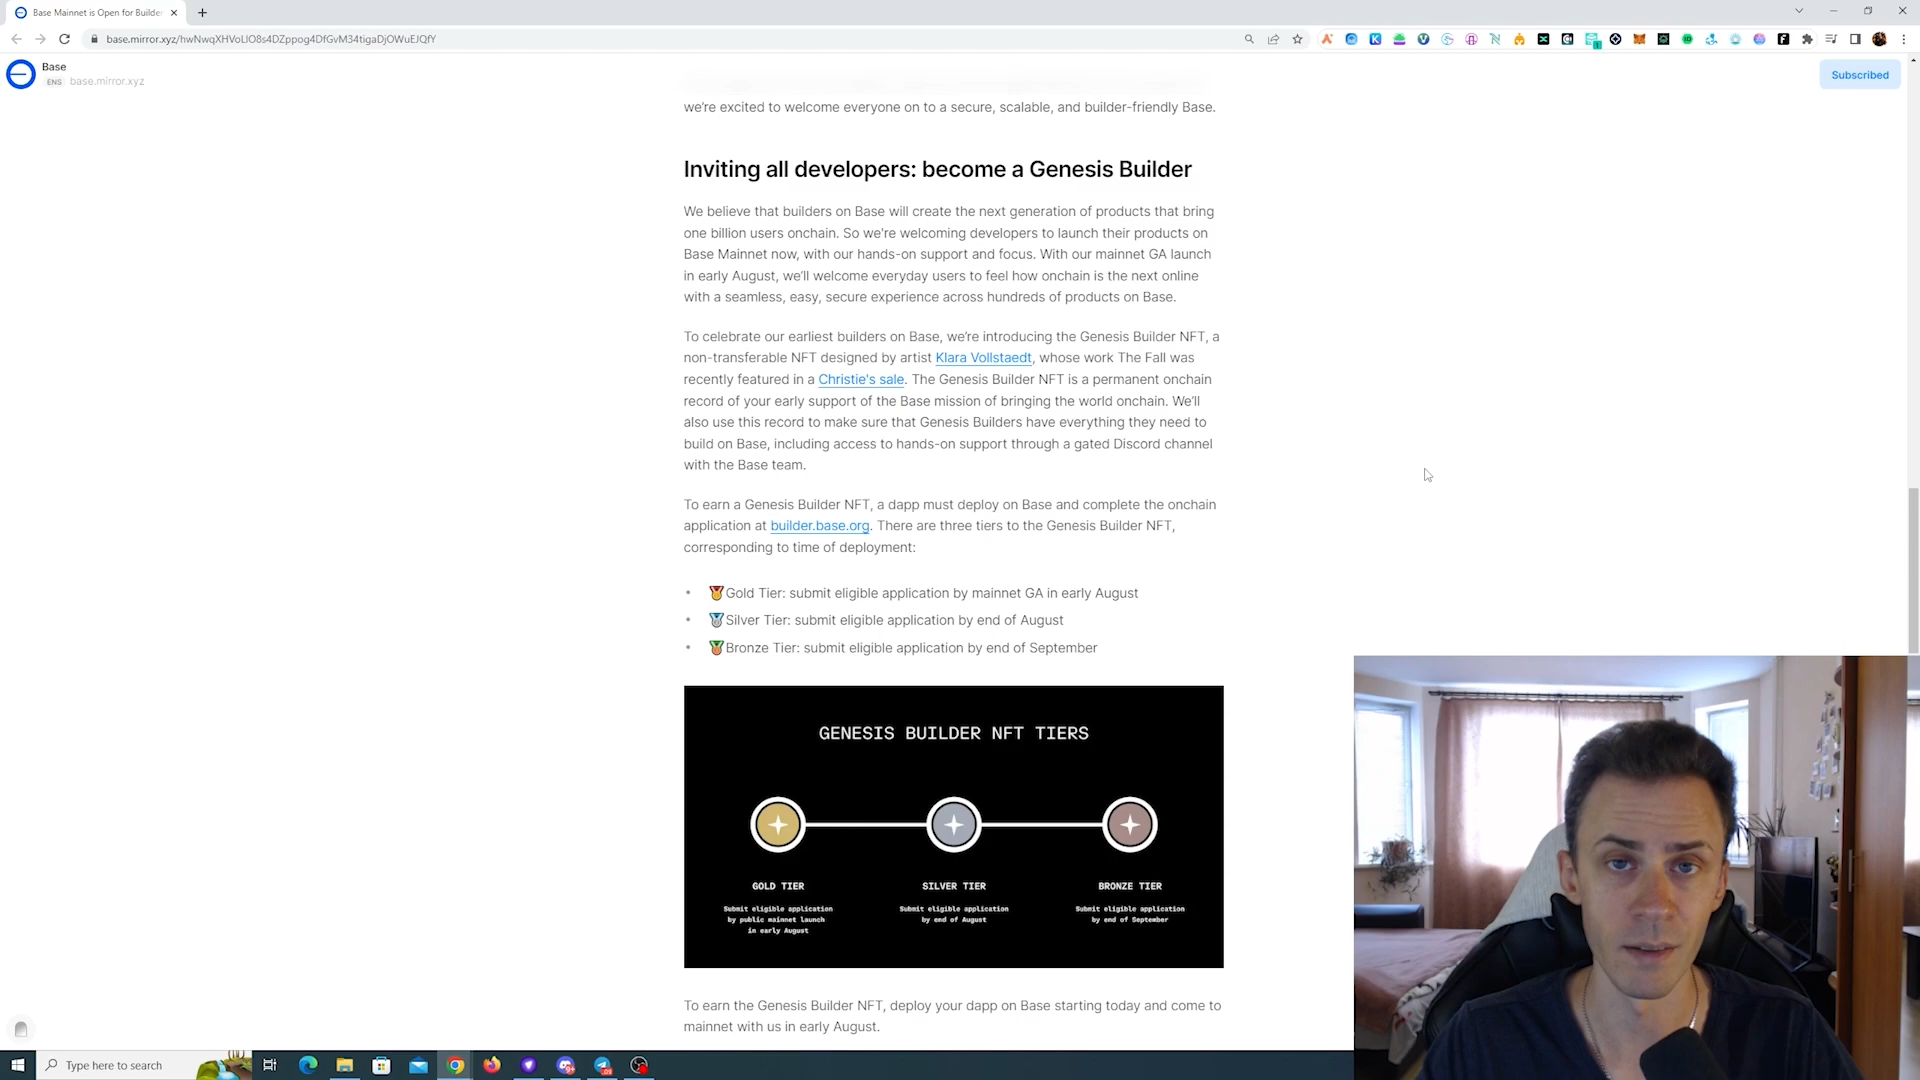 Base Mainnet is Open for Builder
base.mirror.xyz/hwNwqXHVoLlO8s4DZppog4DfGvM34tigaDjOWuEJQfY
Base
ENS base.mirror.xyz
Subscribed
we're excited to welcome everyone on to a secure, scalable, and builder-friendly Base.
Inviting all developers: become a Genesis Builder
We believe that builders on Base will create the next generation of products that bring
one billion users onchain. So we're welcoming developers to launch their products on
Base Mainnet now, with our hands-on support and focus. With our mainnet GA launch
in early August, we'll welcome everyday users to feel how onchain is the next online
with a seamless, easy, secure experience across hundreds of products on Base.
To celebrate our earliest builders on Base, we're introducing the Genesis Builder NFT, a
non-transferable NFT designed by artist Klara Vollstaedt, whose work The Fall was
recently featured in a Christie's sale. The Genesis Builder NFT is a permanent onchain
record of your early support of the Base mission of bringing the world onchain. We'll
also use this record to make sure that Genesis Builders have everything they need to
build on Base, including access to hands-on support through a gated Discord channel
with the Base team.
To earn a Genesis Builder NFT, a dapp must deploy on Base and complete the onchain
application at builder.base.org. There are three tiers to the Genesis Builder NFT,
corresponding to time of deployment:
• 🥇Gold Tier: submit eligible application by mainnet GA in early August
• 🥈Silver Tier: submit eligible application by end of August
• 🥉Bronze Tier: submit eligible application by end of September
GENESIS BUILDER NFT TIERS
GOLD TIER
Submit eligible application
by public mainnet launch
in early August
SILVER TIER
Submit eligible application
by end of August
BRONZE TIER
Submit eligible application
by end of September
To earn the Genesis Builder NFT, deploy your dapp on Base starting today and come to
mainnet with us in early August.
Type here to search